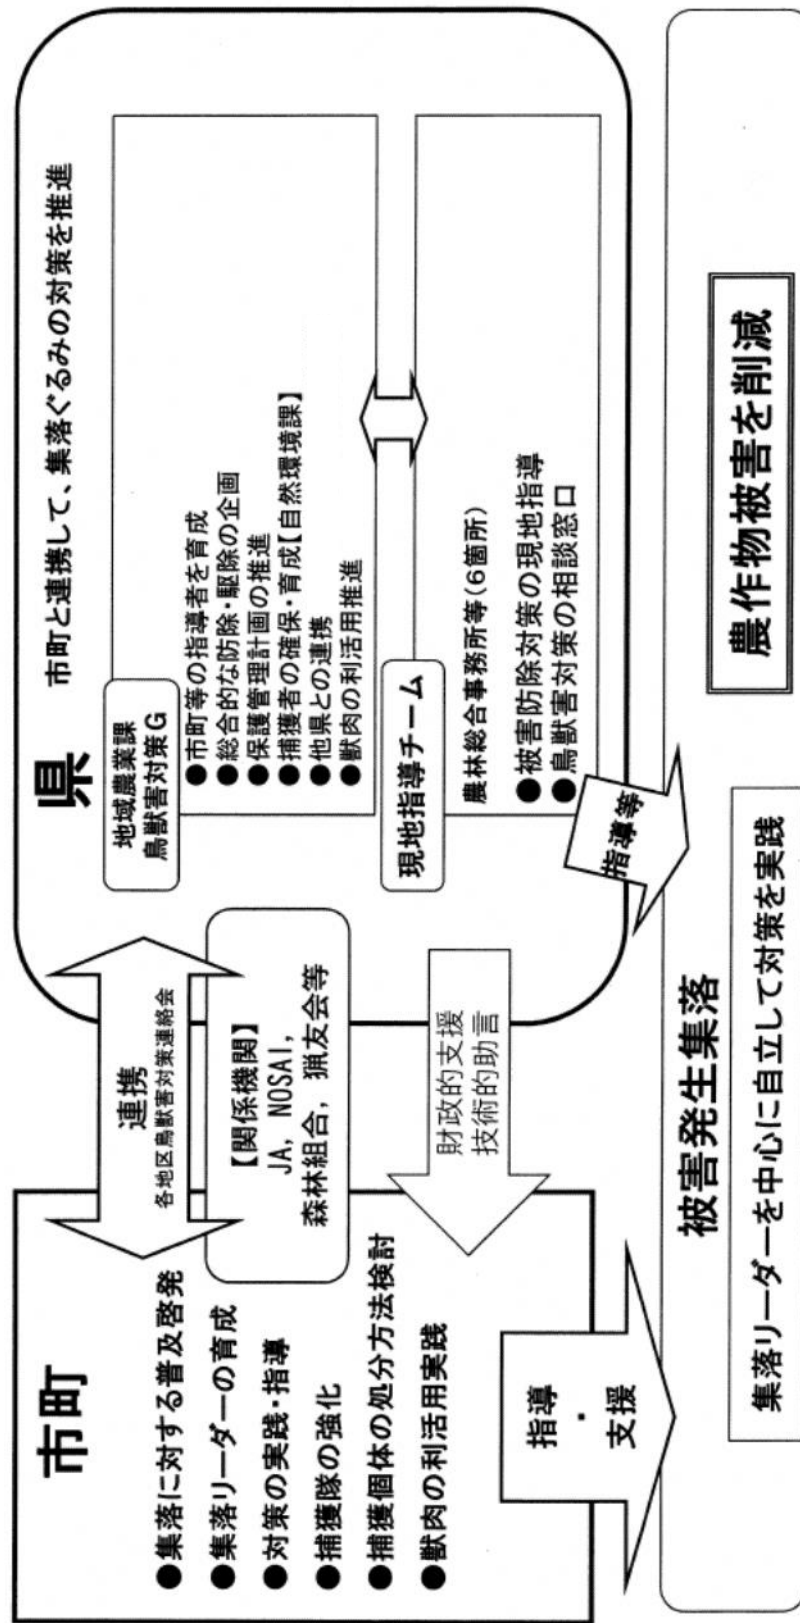 市町
●集落に対する普及啓発
●集落リーダーの育成
●対策の実践・指導
●捕獲隊の強化
●捕獲個体の処分方法検討
●獣肉の利活用実践
連携
各地区鳥獣害対策連絡会
【関係機関】
JA, NOSAI,
森林組合, 猟友会等
財政的支援
技術的助言
県
市町と連携して、集落ぐるみの対策を推進
地域農業課
鳥獣害対策G
●市町等の指導者を育成
●総合的な防除・駆除の企画
●保護管理計画の推進
●捕獲者の確保・育成【自然環境課】
●他県との連携
●獣肉の利活用推進
現地指導チーム
農林総合事務所等(6箇所)
●被害防除対策の現地指導
●鳥獣害対策の相談窓口
指導
・
支援
指導等
被害発生集落
集落リーダーを中心に自立して対策を実践
農作物被害を削減